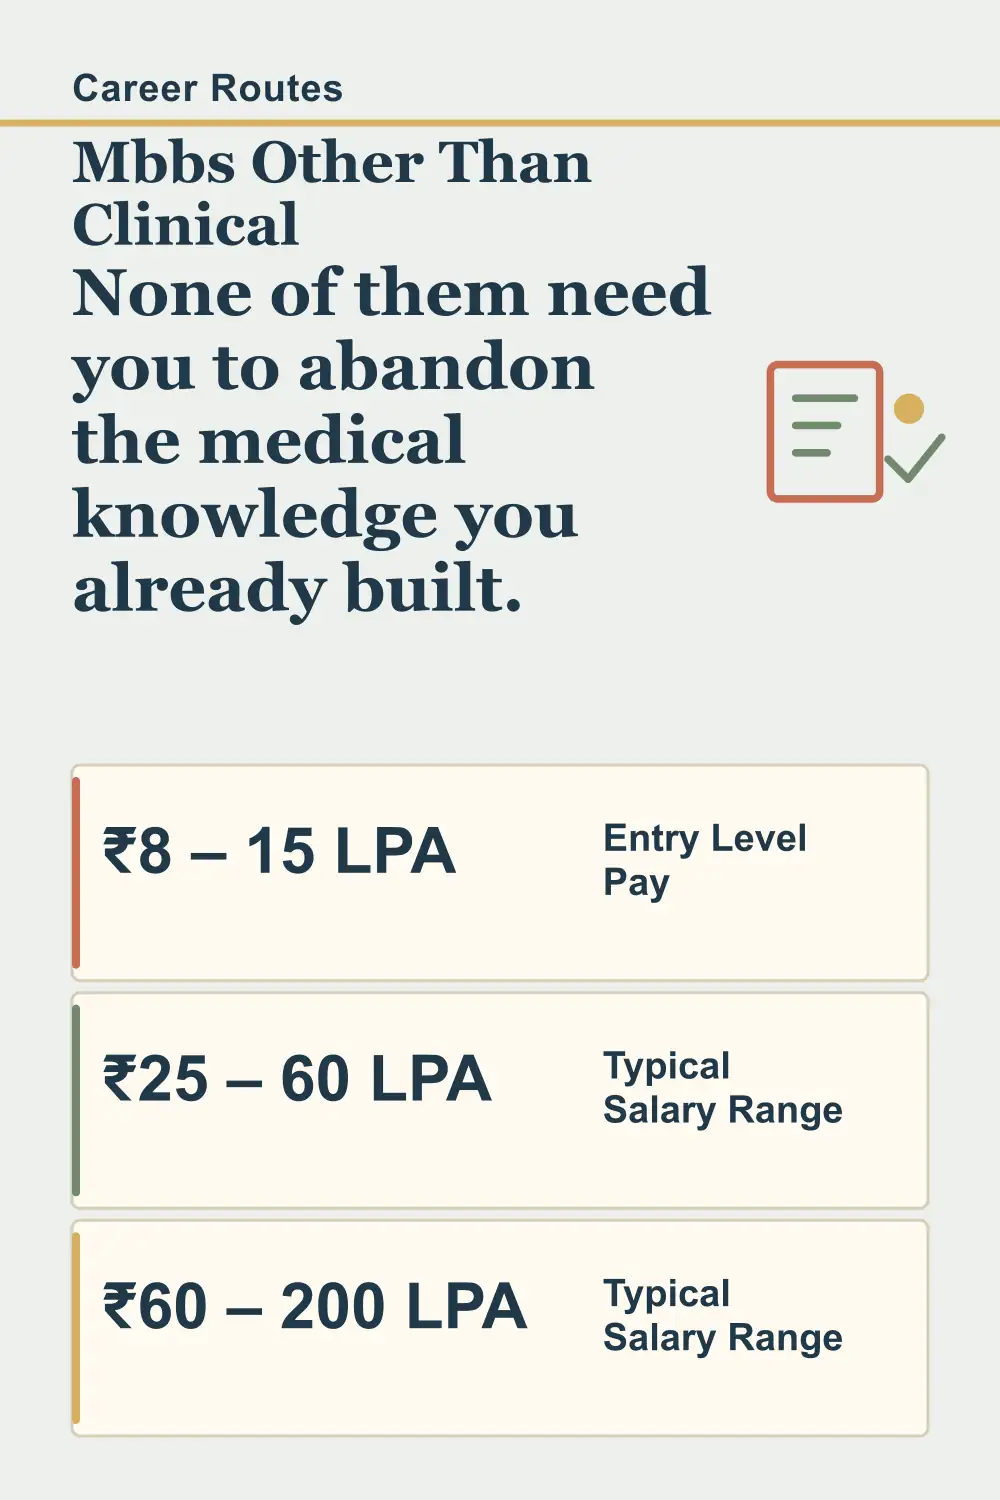 Career Routes
Mbbs Other Than
Clinical
None of them need
you to abandon
the medical
knowledge you
already built.
₹8 – 15 LPA
Entry Level
Pay
₹25 – 60 LPA
Typical
Salary Range
₹60 – 200 LPA
Typical
Salary Range